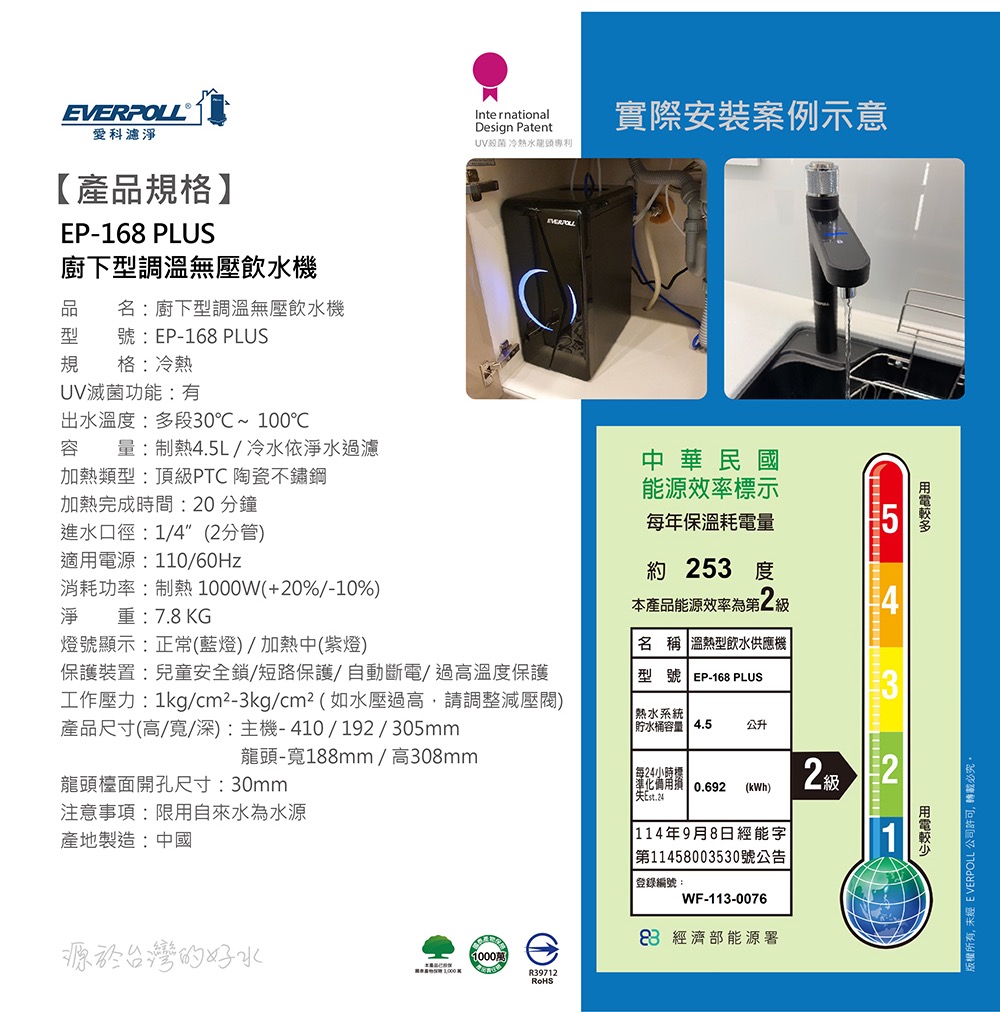 EVERPOLL®
愛科濾淨
【產品規格】
EP-168 PLUS
廚下型調溫無壓飲水機
品　　名：廚下型調溫無壓飲水機
型　　號：EP-168 PLUS
規　　格：冷熱
UV滅菌功能：有
出水溫度：多段30℃~ 100℃
容　　量：制熱4.5L / 冷水依淨水過濾
加熱類型：頂級PTC 陶瓷不鏽鋼
加熱完成時間：20 分鐘
進水口徑：1/4” (2分管)
適用電源：110/60Hz
消耗功率：制熱 1000W(+20%/-10%)
淨　　重：7.8 KG
燈號顯示：正常(藍燈) / 加熱中(紫燈)
保護裝置：兒童安全鎖/短路保護/ 自動斷電/ 過高溫度保護
工作壓力：1kg/cm²-3kg/cm² ( 如水壓過高，請調整減壓閥)
產品尺寸(高/寬/深)：主機- 410 / 192 / 305mm
龍頭-寬188mm / 高308mm
龍頭檯面開孔尺寸：30mm
注意事項：限用自來水為水源
產地製造：中國
源於台灣的好水
1000萬
R39712
RoHS
International
Design Patent
UV殺菌 冷熱水龍頭專利
實際安裝案例示意
EVERPOLL
中華民國
能源效率標示
每年保溫耗電量
約 253 度
本產品能源效率為第2級
名稱 溫熱型飲水供應機
型號 EP-168 PLUS
熱水系統
貯水桶容量 4.5 公升
每24小時標
準化備用損
失Est.24 0.692 (kWh)
114年9月8日經能字
第11458003530號公告
登錄編號：
WF-113-0076
經濟部能源署
2級
用電較多
5
4
3
2
1
用電較少
版權所有, 未經 EVERPOLL 公司許可, 轉載必究。